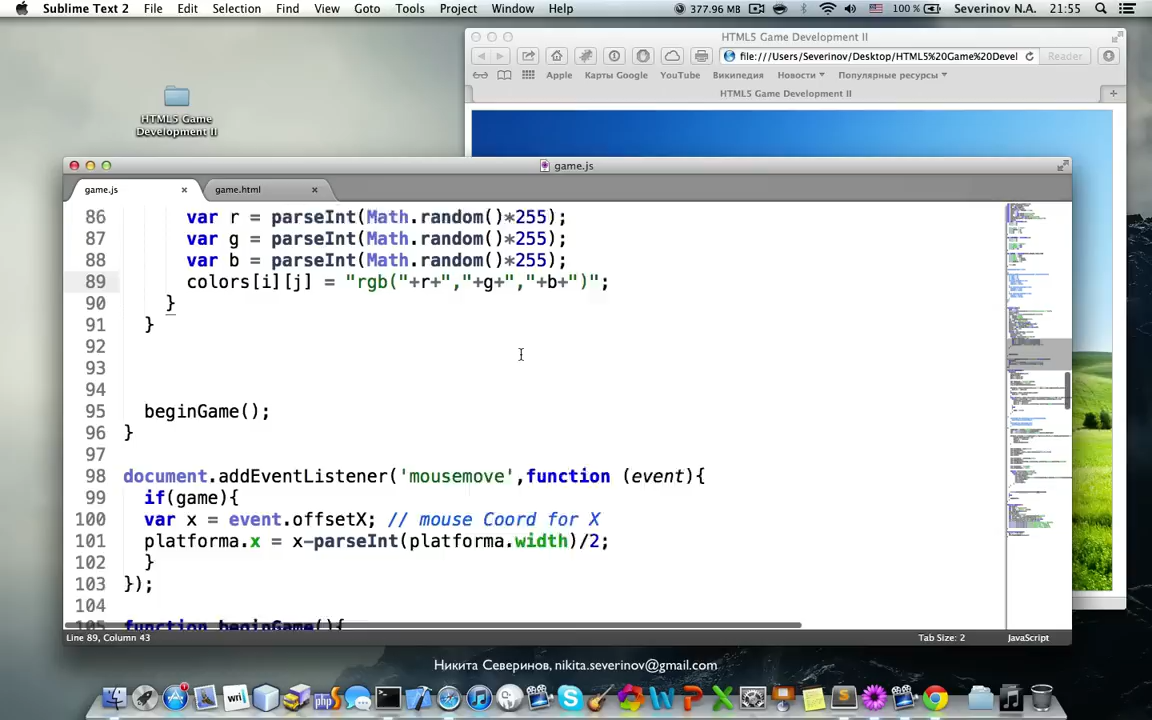 Sublime Text 2 File Edit Selection Find View Goto Tools Project Window Help 377.96 MB 100 % Severinov N.A. 21:55
HTML5 Game Development II
file:///Users/Severinov/Desktop/HTML5%20Game%20Devel Reader
Apple Карты Google YouTube Википедия Новости Популярные ресурсы
HTML5 Game Development II
HTML5 Game
Development II
game.js
game.js game.html
86 var r = parseInt(Math.random()*255);
87 var g = parseInt(Math.random()*255);
88 var b = parseInt(Math.random()*255);
89 colors[i][j] = "rgb("+r+","+g+","+b+")";
90 }
91 }
92
93
94
95 beginGame();
96 }
97
98 document.addEventListener('mousemove',function (event){
99 if(game){
100 var x = event.offsetX; // mouse Coord for X
101 platforma.x = x-parseInt(platforma.width)/2;
102 }
103 });
104
105 function beginGame(){
Line 89, Column 43 Tab Size: 2 JavaScript
Никита Северинов, nikita.severinov@gmail.com
wri php